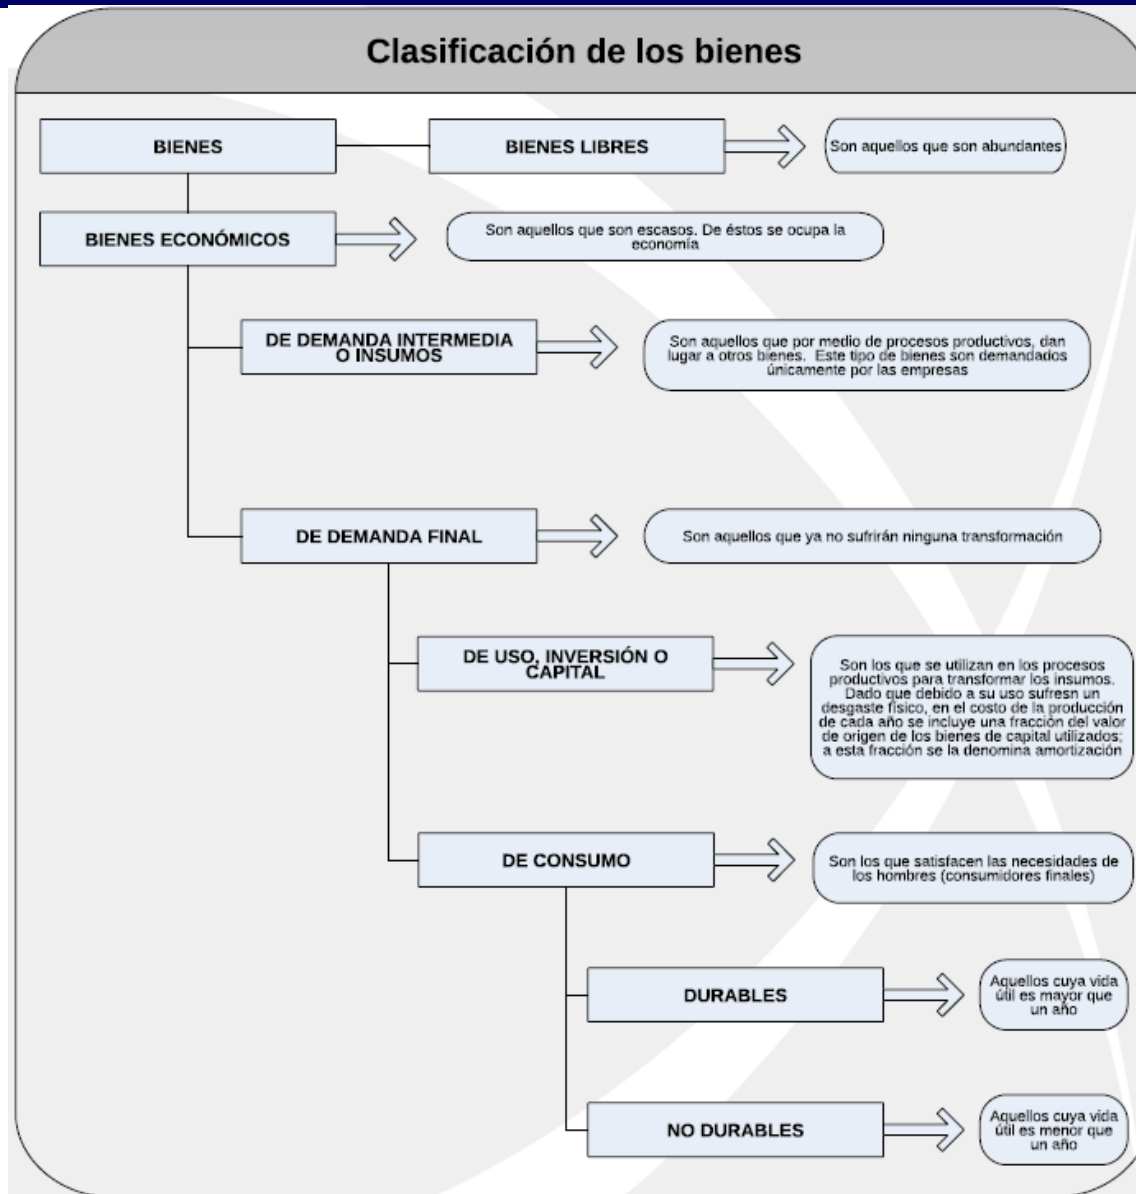 Clasificación de los bienes
BIENES
BIENES LIBRES
Son aquellos que son abundantes
BIENES ECONÓMICOS
Son aquellos que son escasos. De éstos se ocupa la
economía
DE DEMANDA INTERMEDIA
O INSUMOS
Son aquellos que por medio de procesos productivos, dan
lugar a otros bienes. Este tipo de bienes son demandados
únicamente por las empresas
DE DEMANDA FINAL
Son aquellos que ya no sufrirán ninguna transformación
DE USO, INVERSIÓN O
CAPITAL
Son los que se utilizan en los procesos
productivos para transformar los insumos.
Dado que debido a su uso sufresn un
desgaste físico, en el costo de la producción
de cada año se incluye una fracción del valor
de origen de los bienes de capital utilizados;
a esta fracción se la denomina amortización
DE CONSUMO
Son los que satisfacen las necesidades de
los hombres (consumidores finales)
DURABLES
Aquellos cuya vida
útil es mayor que
un año
NO DURABLES
Aquellos cuya vida
útil es menor que
un año